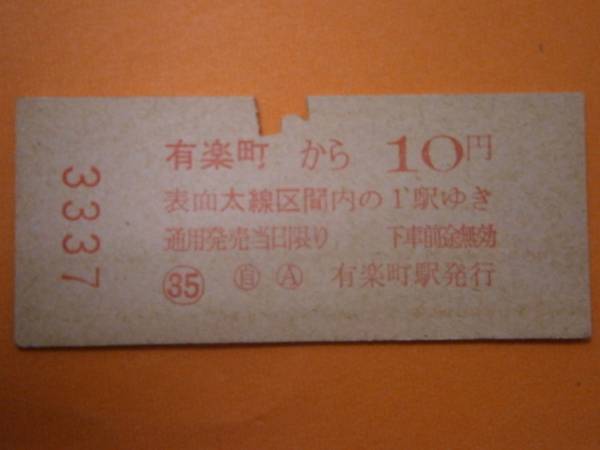 3337
有楽町 から 10円
表面太線区間内の1駅ゆき
通用発売当日限り 下車前途無効
㉟ 自 Ⓐ 有楽町駅発行